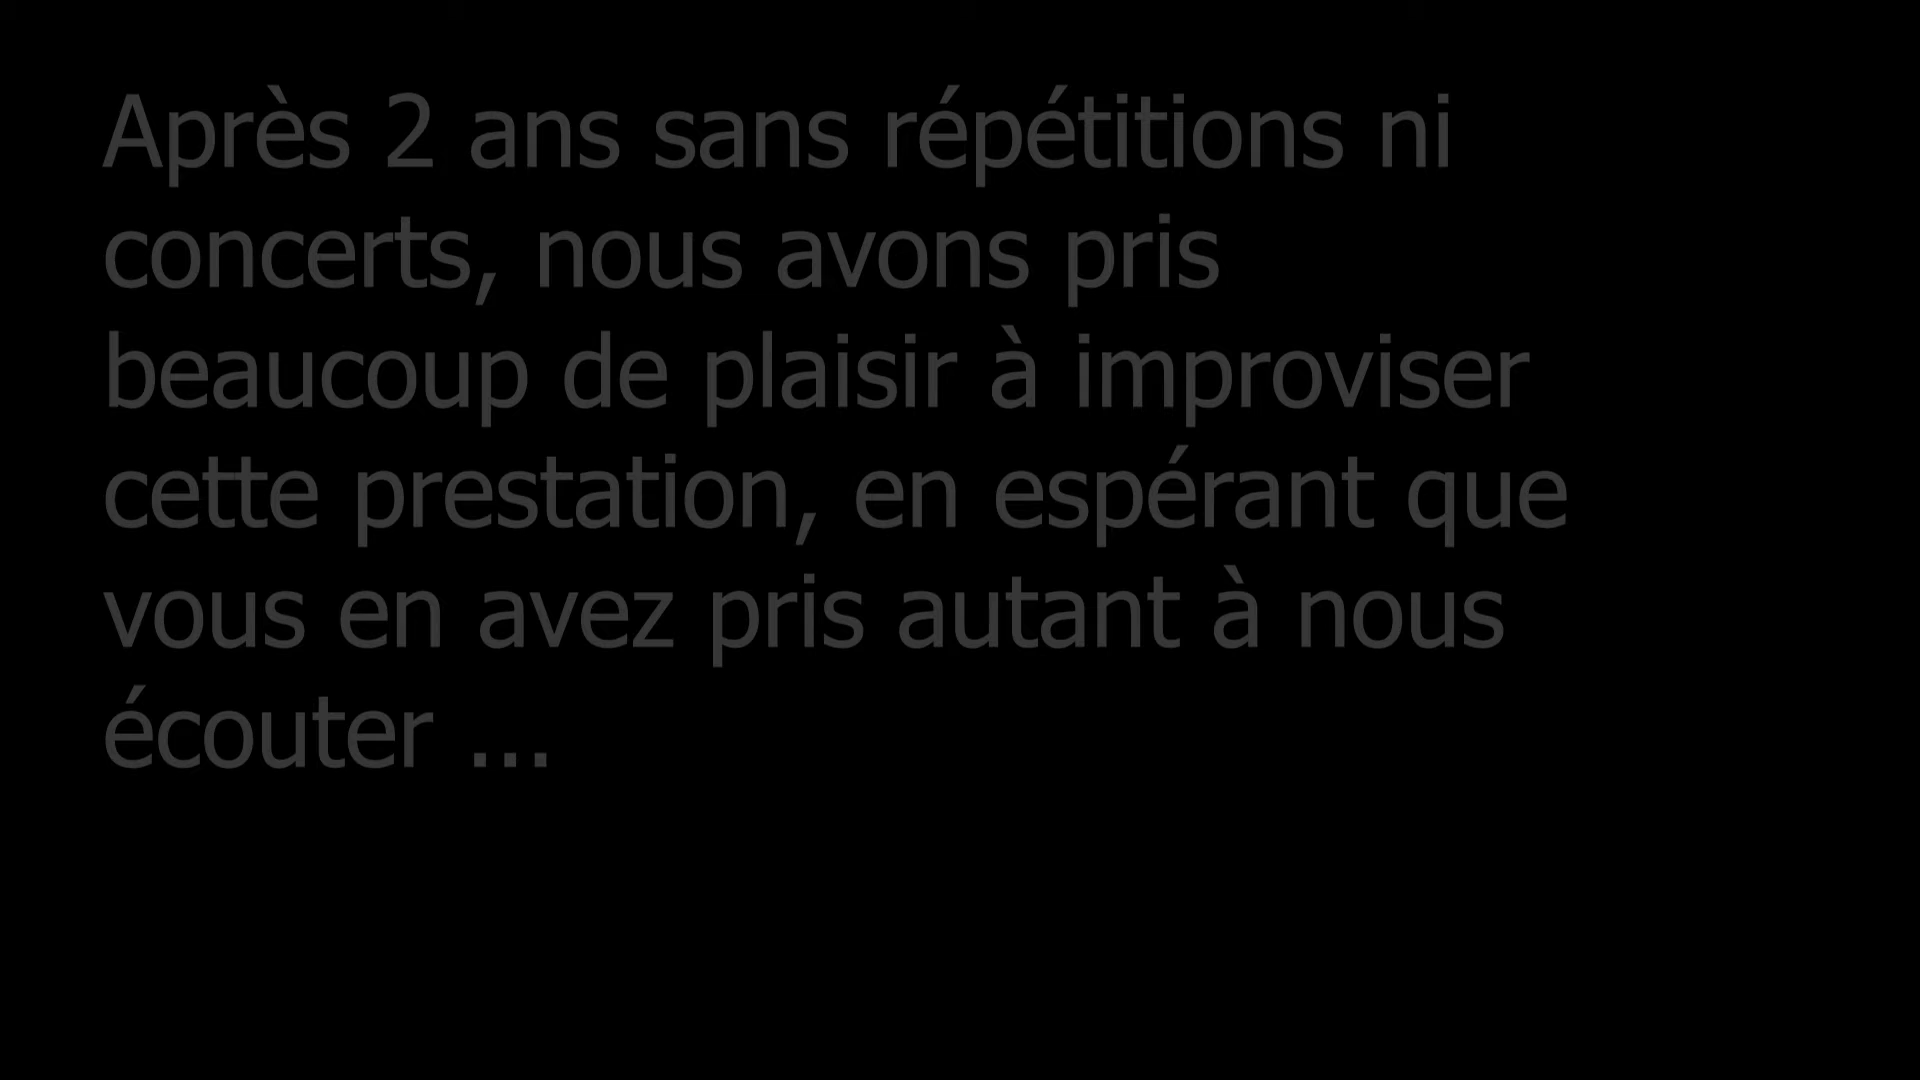 Après 2 ans sans répétitions ni
concerts, nous avons pris
beaucoup de plaisir à improviser
cette prestation, en espérant que
vous en avez pris autant à nous
écouter ...